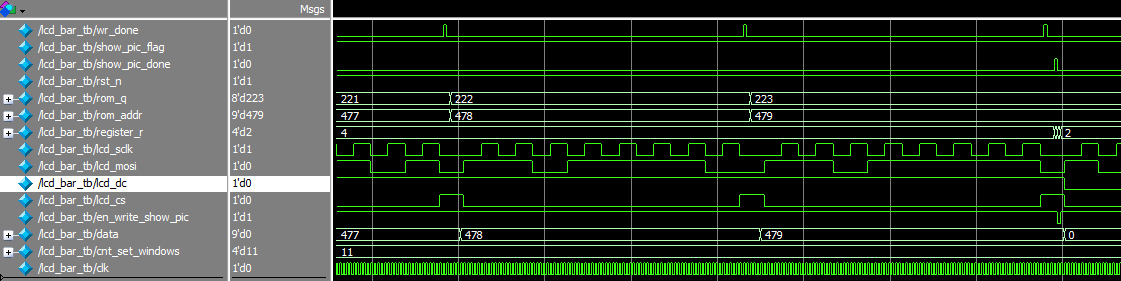 Msgs
/lcd_bar_tb/wr_done 1'd0
/lcd_bar_tb/show_pic_flag 1'd1
/lcd_bar_tb/show_pic_done 1'd0
/lcd_bar_tb/rst_n 1'd1
/lcd_bar_tb/rom_q 8'd223 221 222 223
/lcd_bar_tb/rom_addr 9'd479 477 478 479
/lcd_bar_tb/register_r 4'd2 4 2
/lcd_bar_tb/lcd_sclk 1'd1
/lcd_bar_tb/lcd_mosi 1'd0
/lcd_bar_tb/lcd_dc 1'd0
/lcd_bar_tb/lcd_cs 1'd0
/lcd_bar_tb/en_write_show_pic 1'd1
/lcd_bar_tb/data 9'd0 477 478 479 0
/lcd_bar_tb/cnt_set_windows 4'd11 11
/lcd_bar_tb/clk 1'd0